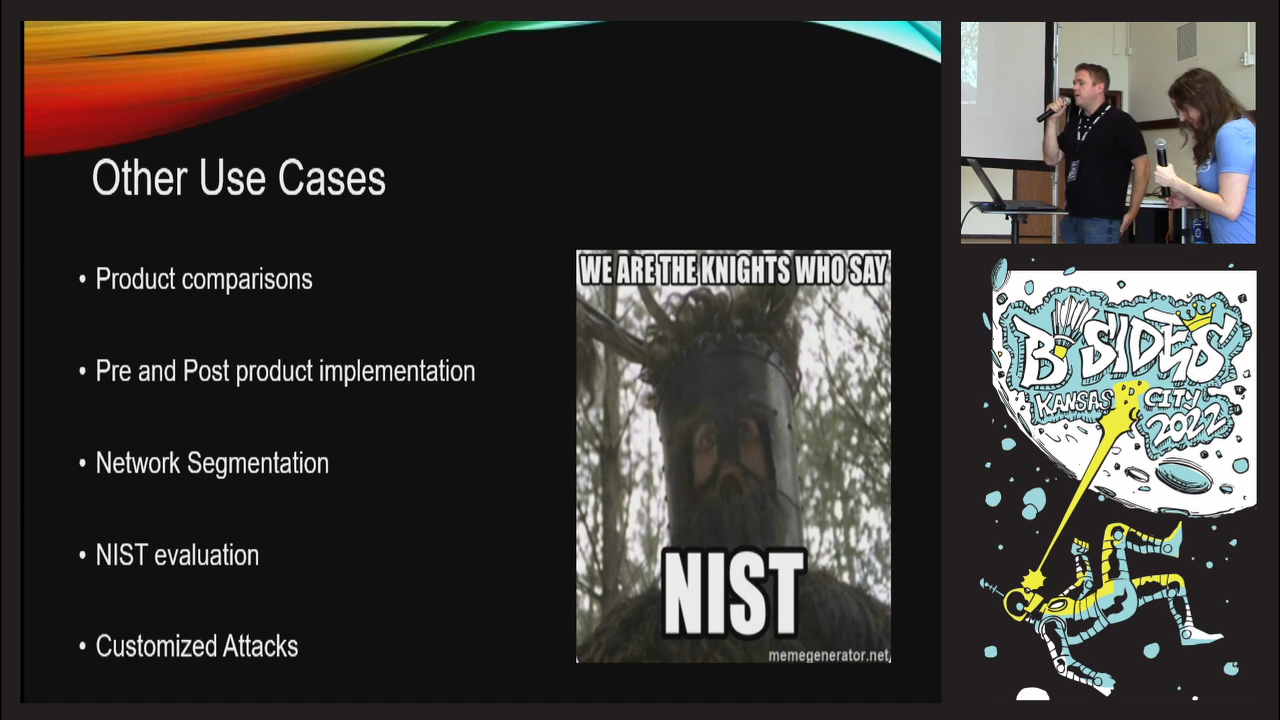 Other Use Cases
• Product comparisons
• Pre and Post product implementation
• Network Segmentation
• NIST evaluation
• Customized Attacks
WE ARE THE KNIGHTS WHO SAY
NIST
memegenerator.net
BSIDES
KANSAS CITY
2022